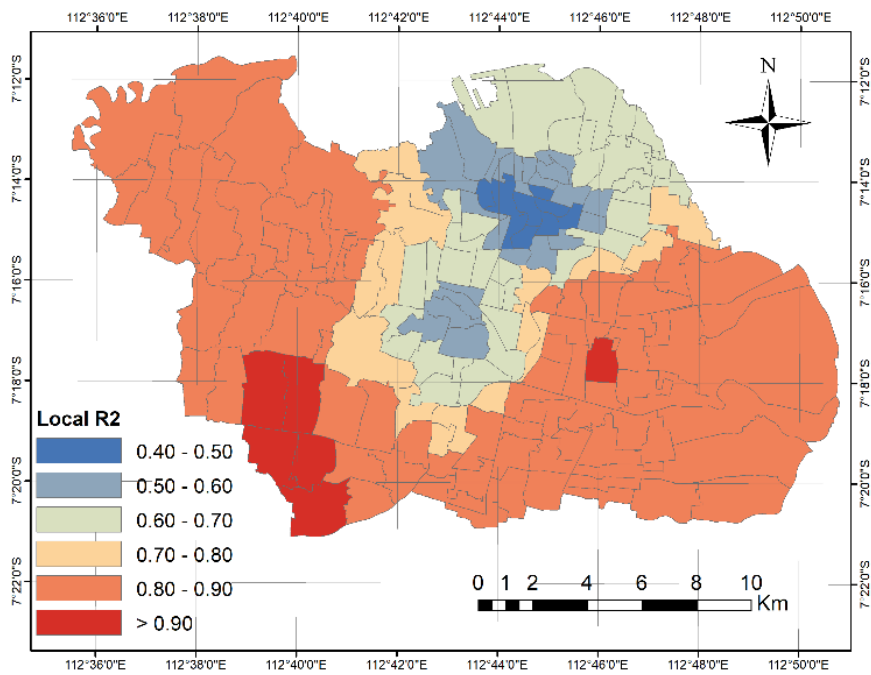 112°36'0"E 112°38'0"E 112°40'0"E 112°42'0"E 112°44'0"E 112°46'0"E 112°48'0"E 112°50'0"E
N
7°12'0"S 7°12'0"S
7°14'0"S 7°14'0"S
7°16'0"S 7°16'0"S
7°18'0"S 7°18'0"S
Local R2
0.40 - 0.50
0.50 - 0.60
7°20'0"S 7°20'0"S
0.60 - 0.70
0.70 - 0.80
7°22'0"S 7°22'0"S
0.80 - 0.90
> 0.90
0 1 2 4 6 8 10
Km
112°36'0"E 112°38'0"E 112°40'0"E 112°42'0"E 112°44'0"E 112°46'0"E 112°48'0"E 112°50'0"E